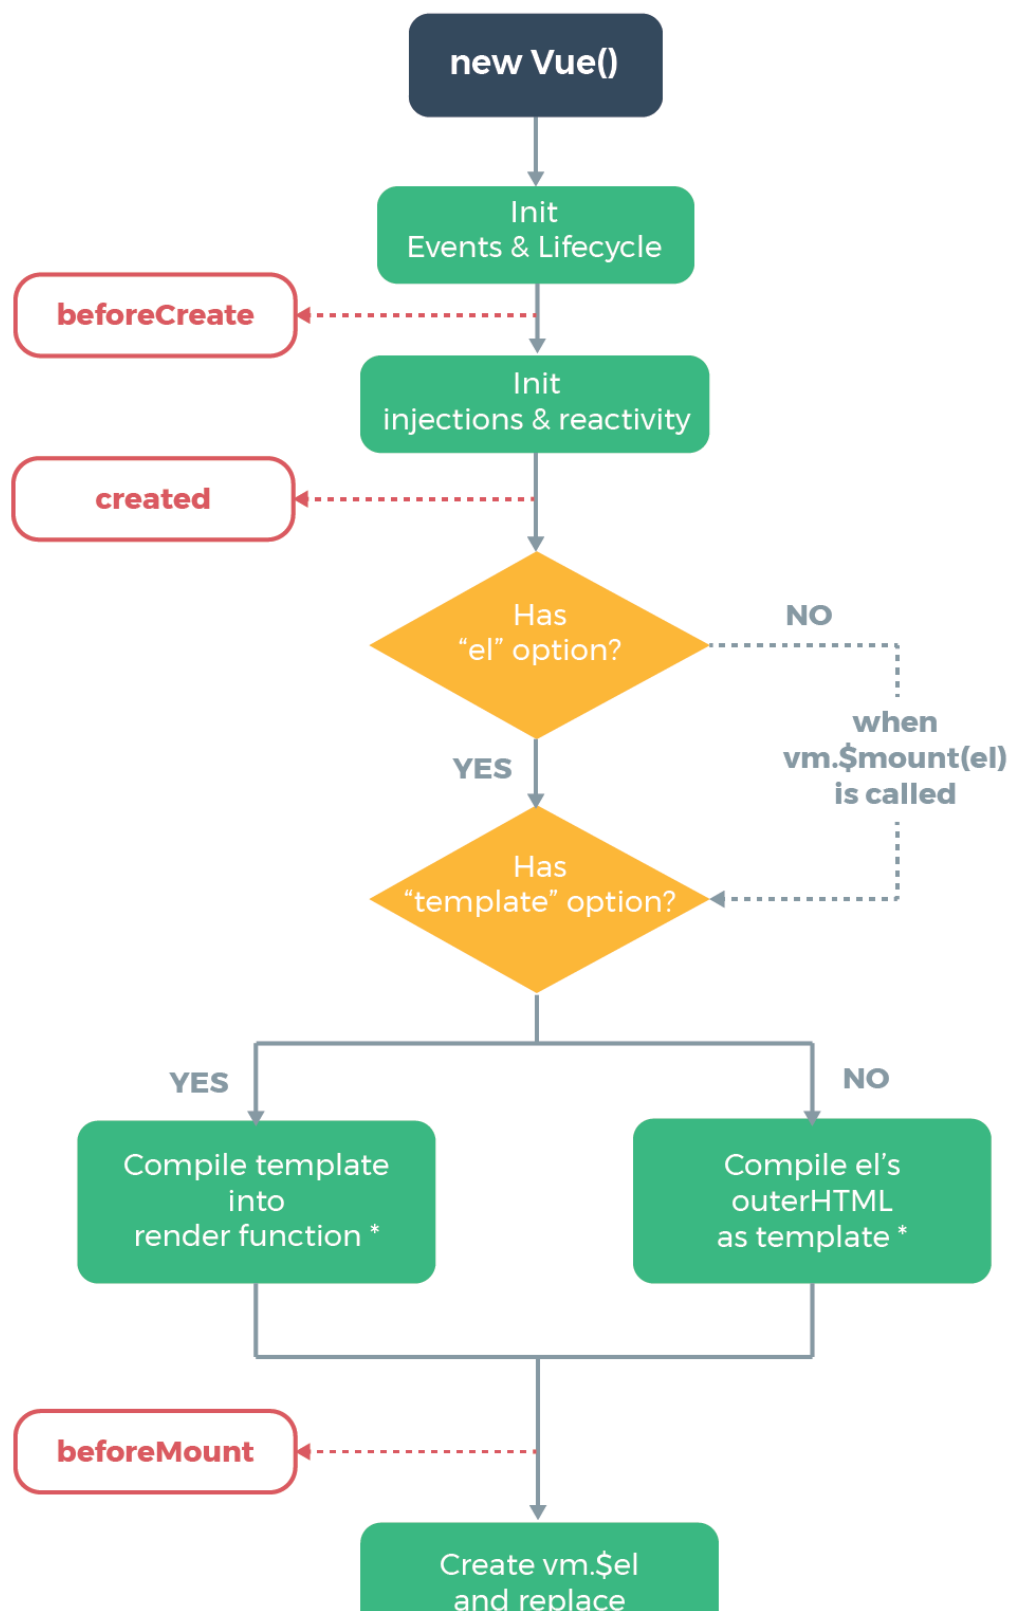 new Vue()
Init
Events & Lifecycle
beforeCreate
Init
injections & reactivity
created
Has
“el” option?
NO
when
vm.$mount(el)
is called
YES
Has
“template” option?
YES
NO
Compile template
into
render function *
Compile el’s
outerHTML
as template *
beforeMount
Create vm.$el
and replace